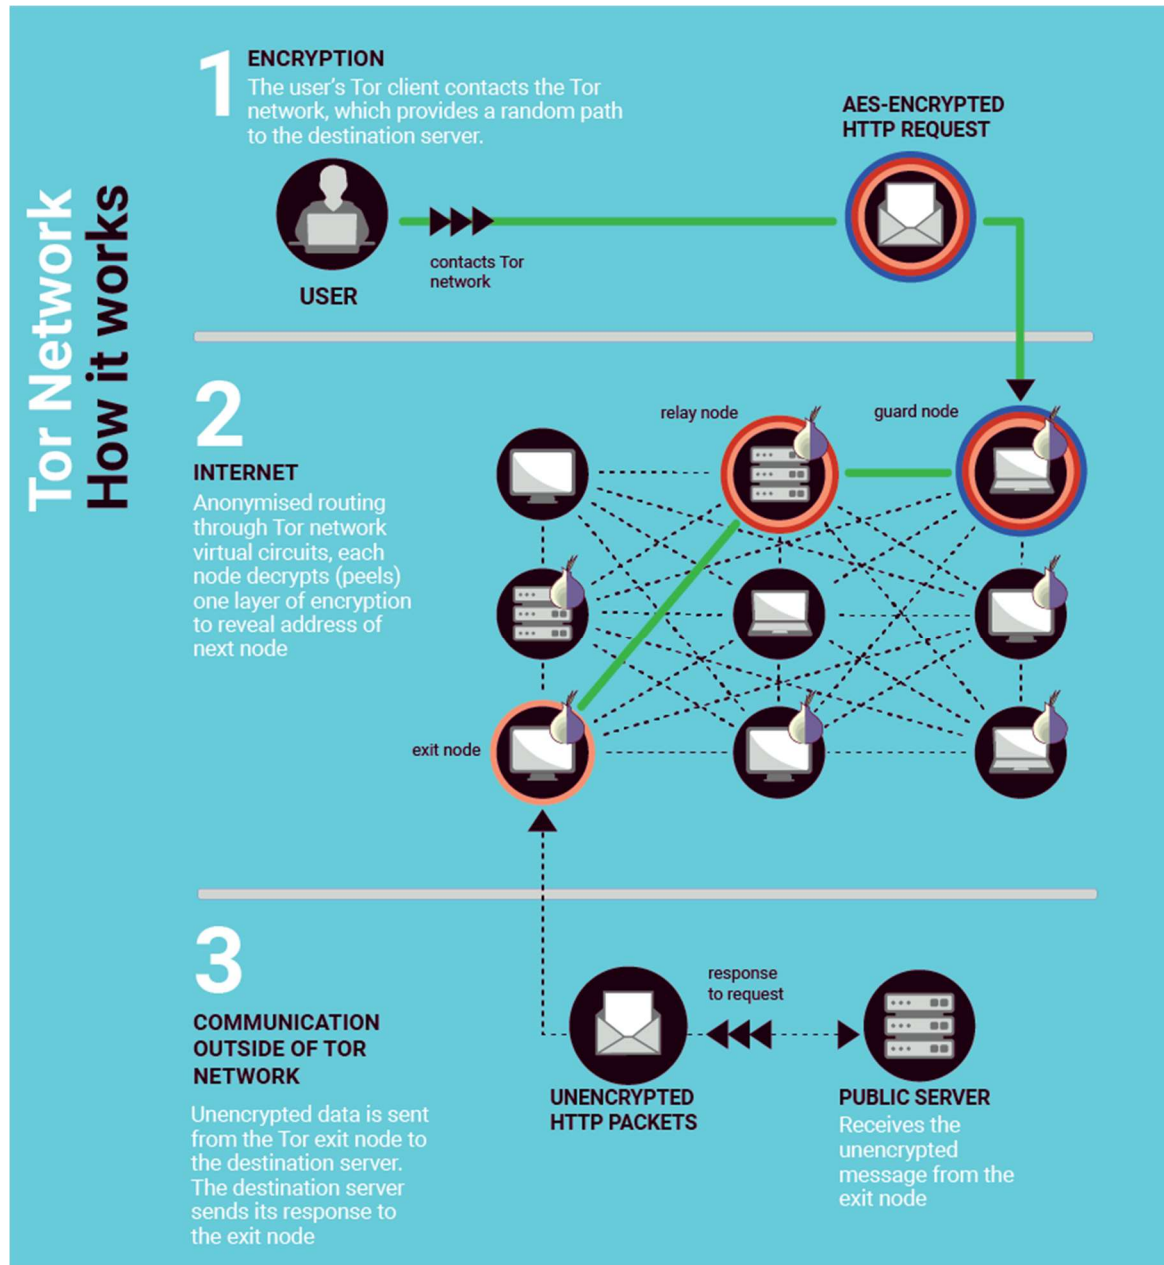 Tor Network
How it works
1
ENCRYPTION
The user's Tor client contacts the Tor
network, which provides a random path
to the destination server.
AES-ENCRYPTED
HTTP REQUEST
contacts Tor
network
USER
2
INTERNET
Anonymised routing
through Tor network
virtual circuits, each
node decrypts (peels)
one layer of encryption
to reveal address of
next node
relay node
guard node
exit node
3
COMMUNICATION
OUTSIDE OF TOR
NETWORK
Unencrypted data is sent
from the Tor exit node to
the destination server.
The destination server
sends its response to
the exit node
response
to request
UNENCRYPTED
HTTP PACKETS
PUBLIC SERVER
Receives the
unencrypted
message from the
exit node